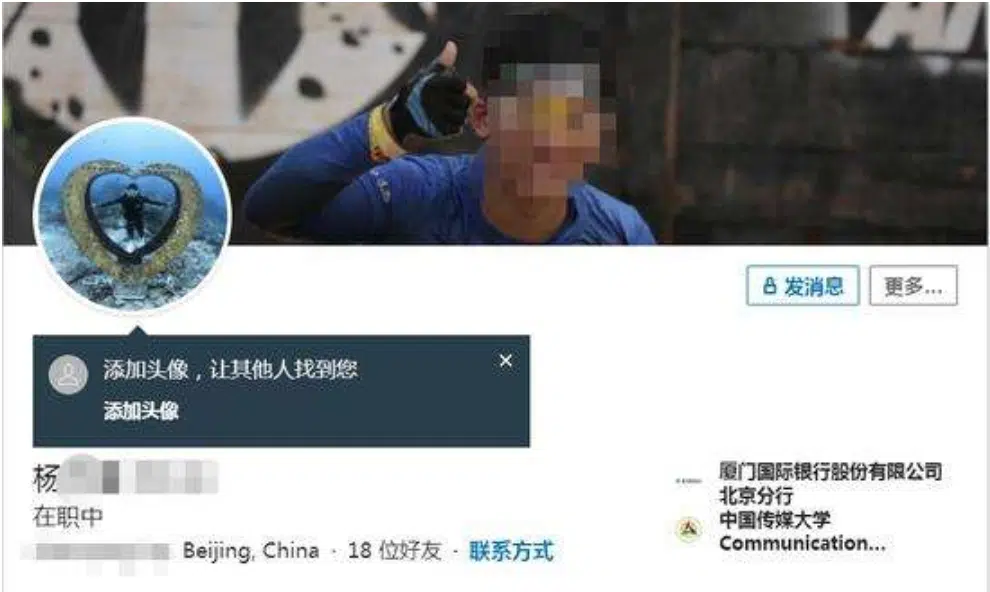 发消息
更多...
添加头像，让其他人找到您
添加头像
杨
在职中
Beijing, China · 18 位好友 · 联系方式
厦门国际银行股份有限公司
北京分行
中国传媒大学
Communication...